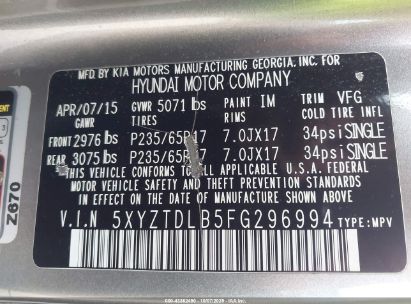 MFD. BY KIA MOTORS MANUFACTURING GEORGIA, INC. FOR
HYUNDAI MOTOR COMPANY
APR/07/15 GVWR 5071 lbs PAINT IM TRIM VFG
GAWR TIRES RIMS COLD TIRE INFL.
FRONT 2976 lbs P235/65R17 7.0JX17 34psi SINGLE
REAR 3075 lbs P235/65R17 7.0JX17 34psi SINGLE
THIS VEHICLE CONFORMS TO ALL APPLICABLE U.S.A. FEDERAL
MOTOR VEHICLE SAFETY STANDARDS IN EFFECT ON THE DATE OF
MANUFACTURE SHOWN ABOVE.
V.I.N 5XYZTDLB5FG296994 TYPE: MPV
Z670